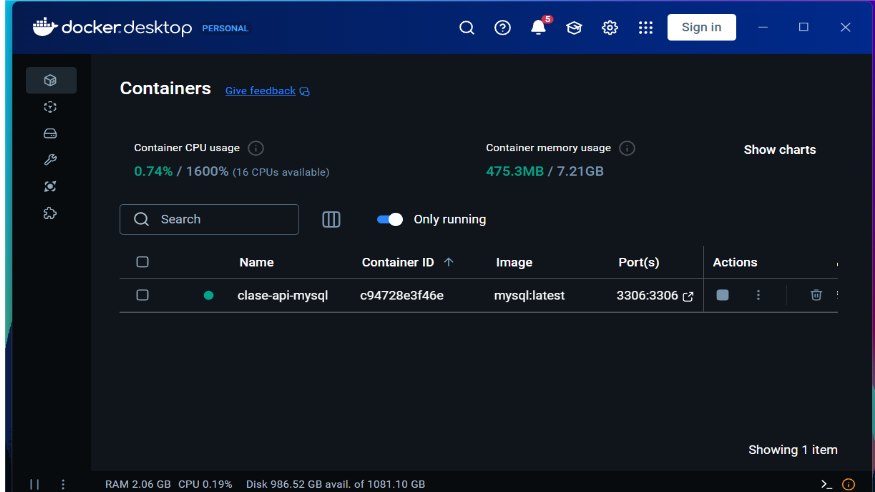 docker.desktop PERSONAL 5 Sign in
Containers Give feedback
Container CPU usage Container memory usage Show charts
0.74% / 1600% (16 CPUs available) 475.3MB / 7.21GB
Search Only running
Name Container ID ↑ Image Port(s) Actions
clase-api-mysql c94728e3f46e mysql:latest 3306:3306
Showing 1 item
RAM 2.06 GB CPU 0.19% Disk 986.52 GB avail. of 1081.10 GB